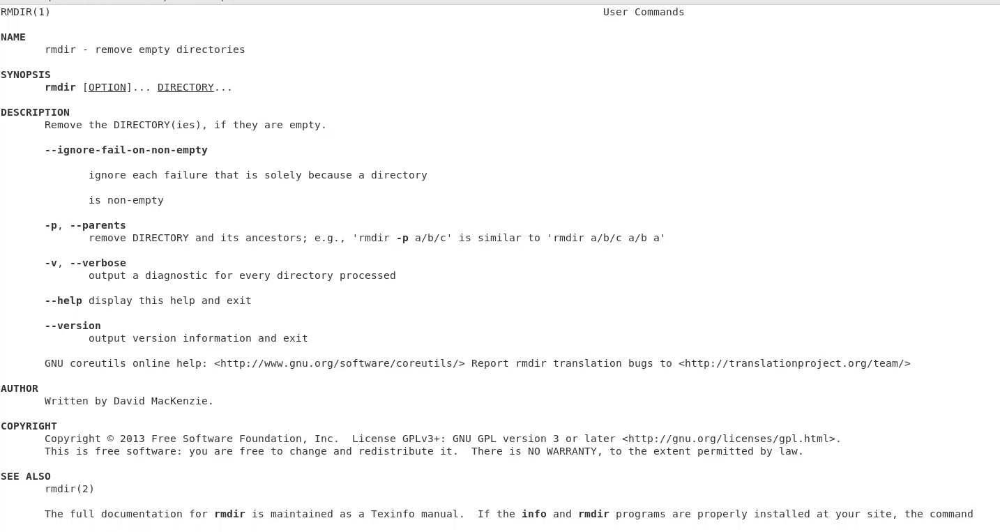 RMDIR(1) User Commands
NAME
rmdir - remove empty directories
SYNOPSIS
rmdir [OPTION]... DIRECTORY...
DESCRIPTION
Remove the DIRECTORY(ies), if they are empty.
--ignore-fail-on-non-empty
ignore each failure that is solely because a directory
is non-empty
-p, --parents
remove DIRECTORY and its ancestors; e.g., 'rmdir -p a/b/c' is similar to 'rmdir a/b/c a/b a'
-v, --verbose
output a diagnostic for every directory processed
--help display this help and exit
--version
output version information and exit
GNU coreutils online help: <http://www.gnu.org/software/coreutils/> Report rmdir translation bugs to <http://translationproject.org/team/>
AUTHOR
Written by David MacKenzie.
COPYRIGHT
Copyright © 2013 Free Software Foundation, Inc.  License GPLv3+: GNU GPL version 3 or later <http://gnu.org/licenses/gpl.html>.
This is free software: you are free to change and redistribute it.  There is NO WARRANTY, to the extent permitted by law.
SEE ALSO
rmdir(2)
The full documentation for rmdir is maintained as a Texinfo manual.  If the info and rmdir programs are properly installed at your site, the command